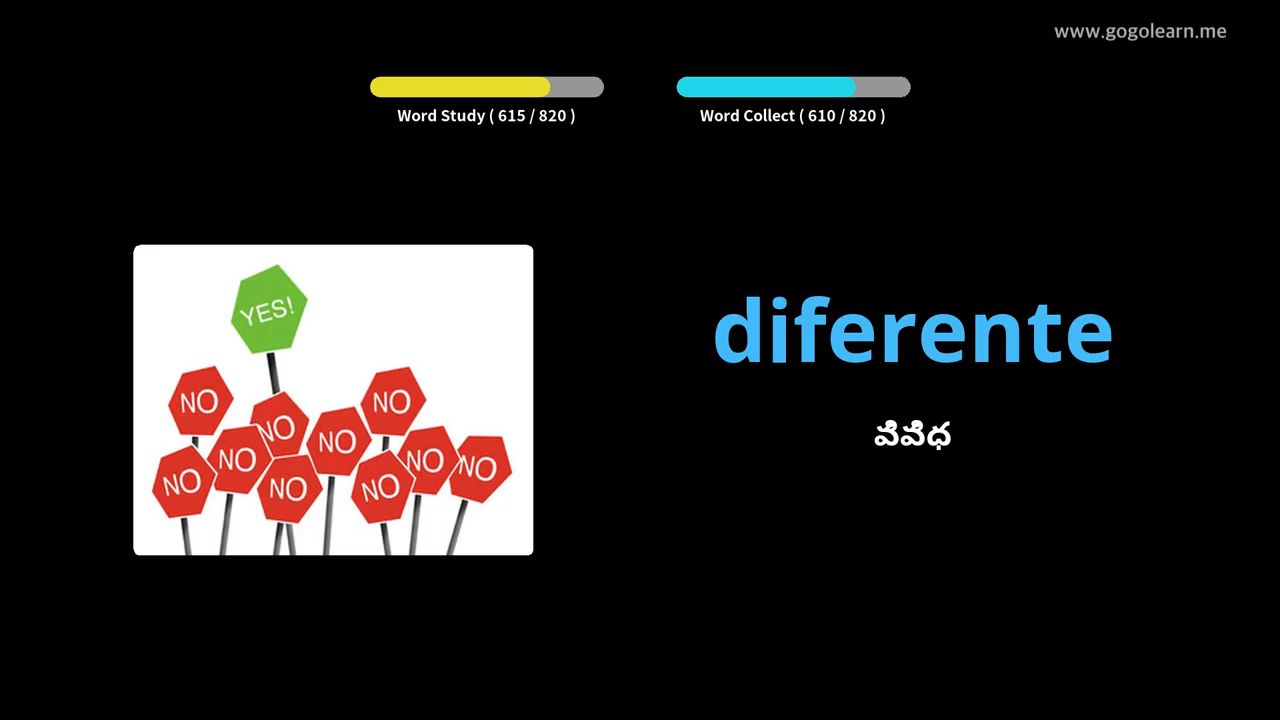 www.gogolearn.me
Word Study ( 615 / 820 )
Word Collect ( 610 / 820 )
YES!
NO
NO
NO
NO
NO
NO
NO
NO
NO
NO
diferente
వివిధ